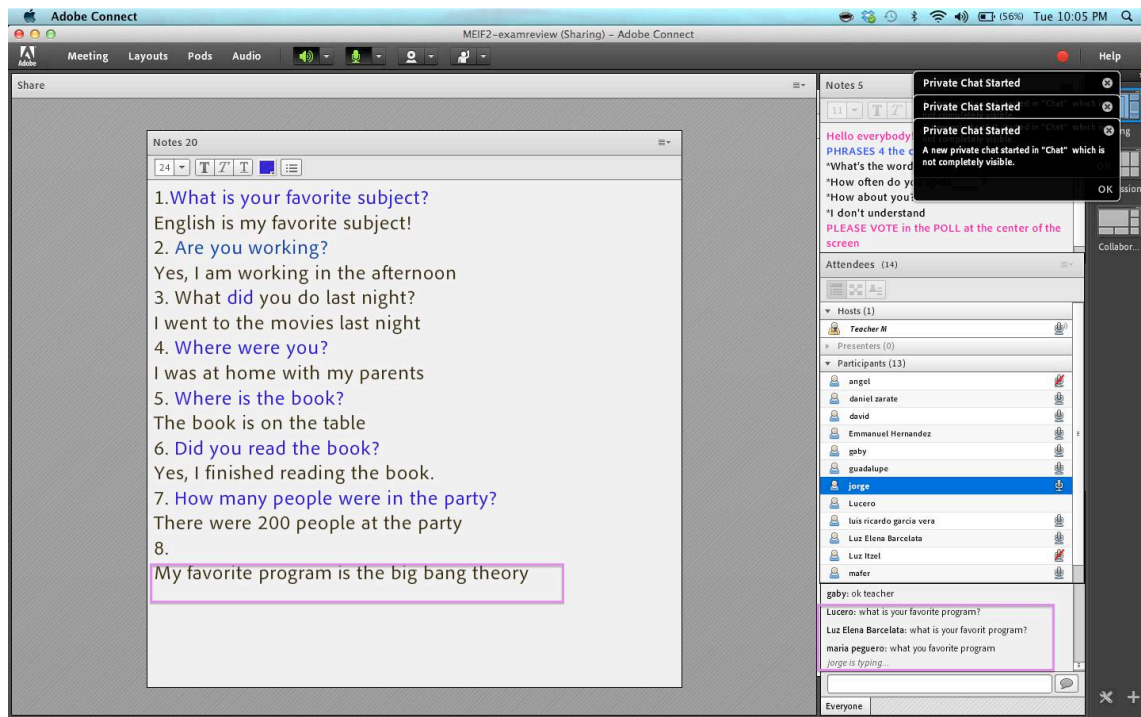 Adobe Connect
(56%) Tue 10:05 PM
MEIF2-examreview (Sharing) - Adobe Connect
Adobe
Meeting Layouts Pods Audio
Help
Share
Notes 20
24 T T T
1.What is your favorite subject?
English is my favorite subject!
2. Are you working?
Yes, I am working in the afternoon
3. What did you do last night?
I went to the movies last night
4. Where were you?
I was at home with my parents
5. Where is the book?
The book is on the table
6. Did you read the book?
Yes, I finished reading the book.
7. How many people were in the party?
There were 200 people at the party
8.
My favorite program is the big bang theory
Notes 5
11 T T
Hello everybody!
PHRASES 4 the c
*What's the word
*How often do yo
*How about you?
*I don't understand
PLEASE VOTE in the POLL at the center of the
screen
Private Chat Started
Private Chat Started
Private Chat Started
A new private chat started in "Chat" which is
not completely visible.
OK
ng
ssion
Collabor...
Attendees (14)
Hosts (1)
Teacher M
Presenters (0)
Participants (13)
angel
daniel zarate
david
Emmanuel Hernandez
gaby
guadalupe
jorge
Lucero
luis ricardo garcia vera
Luz Elena Barcelata
Luz Itzel
mafer
gaby: ok teacher
Lucero: what is your favorite program?
Luz Elena Barcelata: what is your favorit program?
maria peguero: what you favorite program
jorge is typing...
Everyone